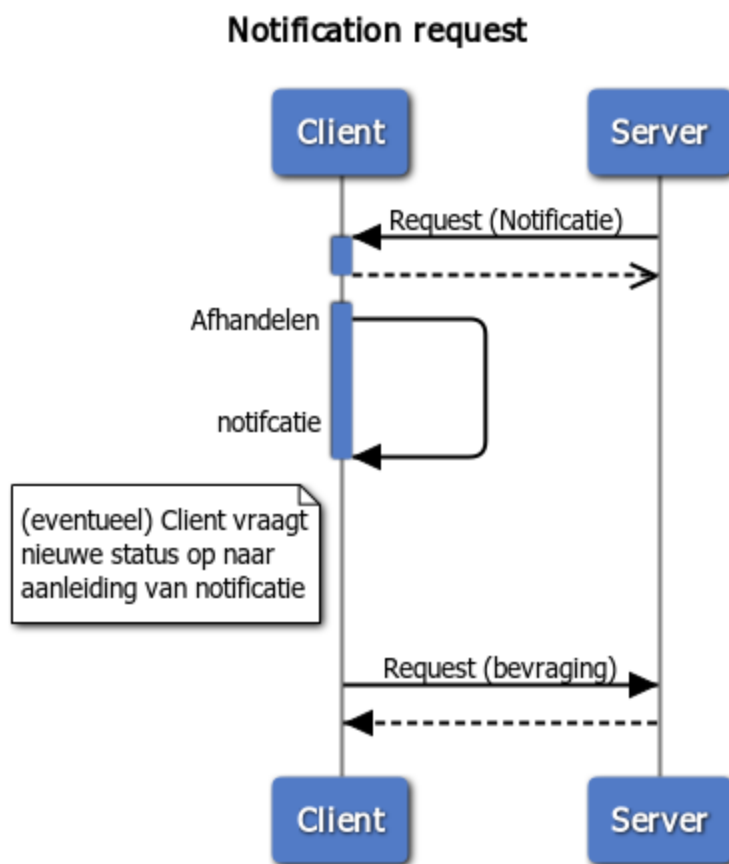 Notification request
Client
Server
Request (Notificatie)
Afhandelen
notifcatie
(eventueel) Client vraagt
nieuwe status op naar
aanleiding van notificatie
Request (bevraging)
Client
Server